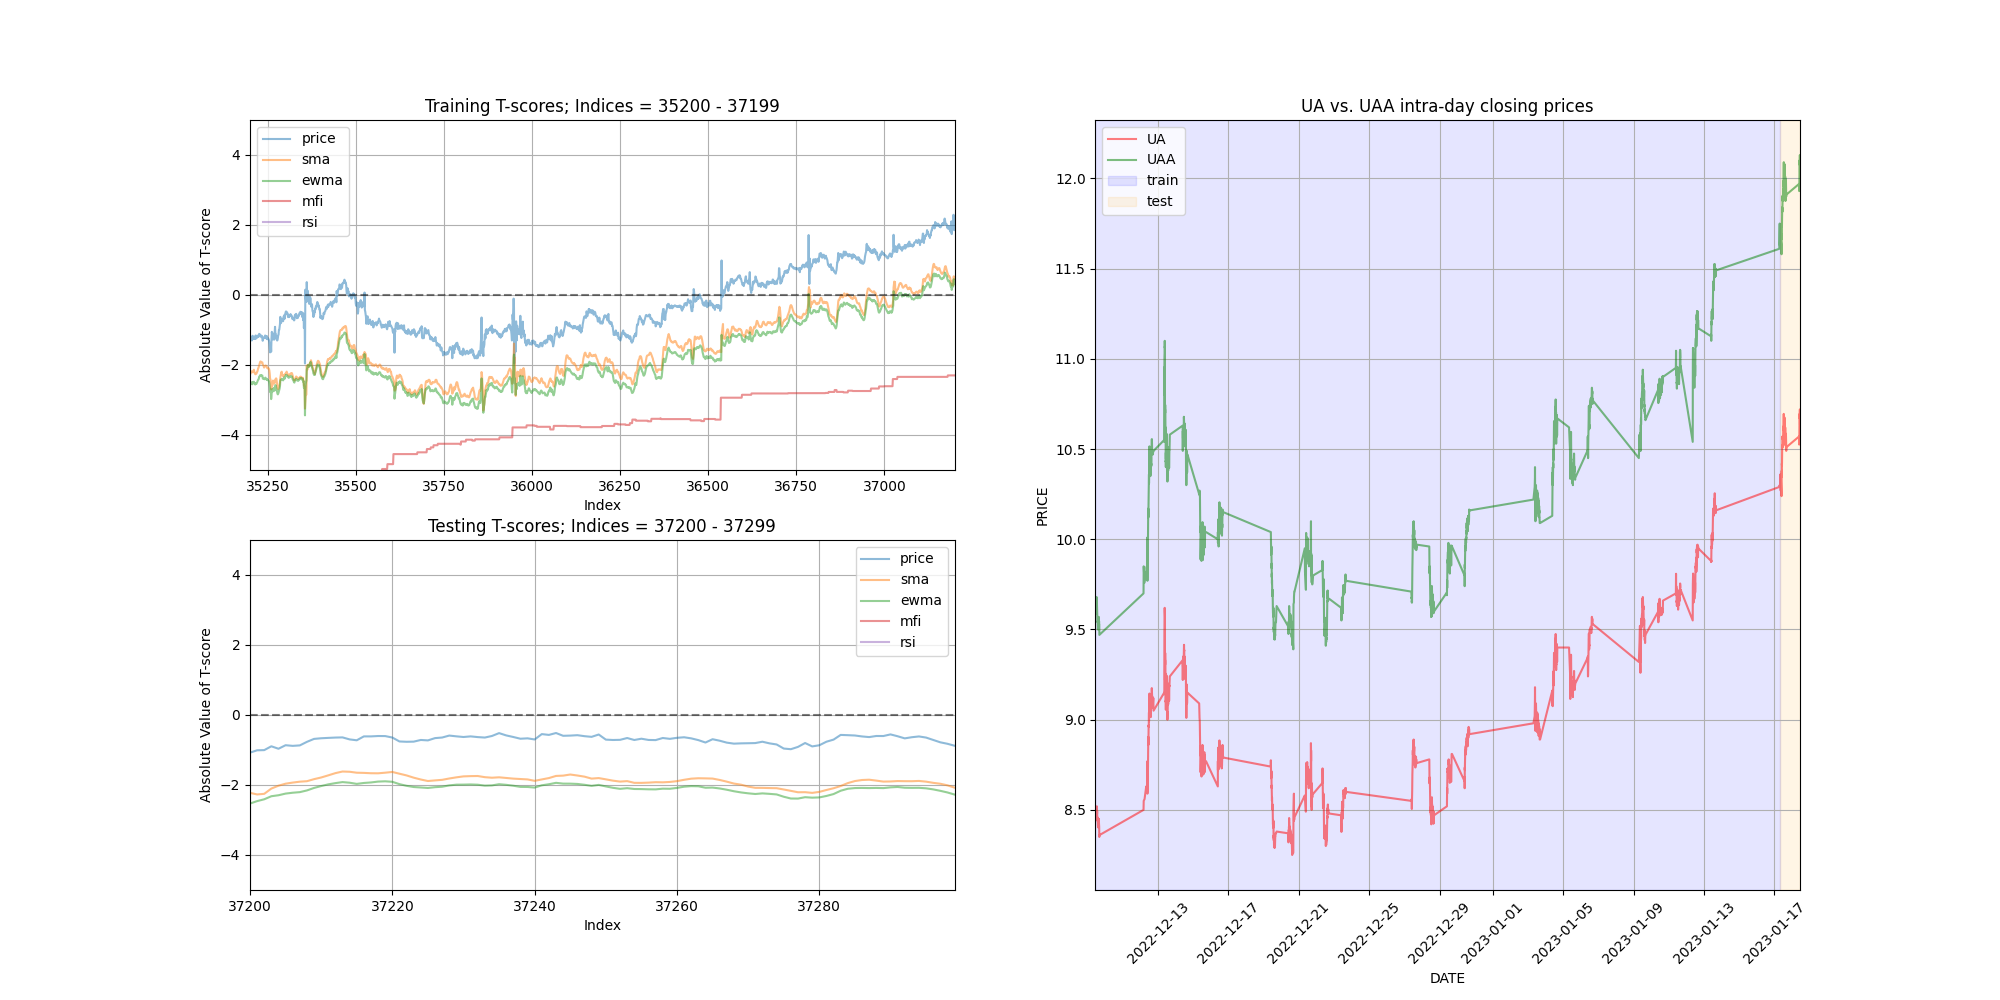 Training T-scores; Indices = 35200 - 37199
price
sma
ewma
mfi
rsi
4
2
0
−2
−4
Absolute Value of T-score
35250 35500 35750 36000 36250 36500 36750 37000
Index
Testing T-scores; Indices = 37200 - 37299
price
sma
ewma
mfi
rsi
4
2
0
−2
−4
Absolute Value of T-score
37200 37220 37240 37260 37280
Index
UA vs. UAA intra-day closing prices
UA
UAA
train
test
12.0
11.5
11.0
10.5
10.0
9.5
9.0
8.5
PRICE
2022-12-13 2022-12-17 2022-12-21 2022-12-25 2022-12-29 2023-01-01 2023-01-05 2023-01-09 2023-01-13 2023-01-17
DATE